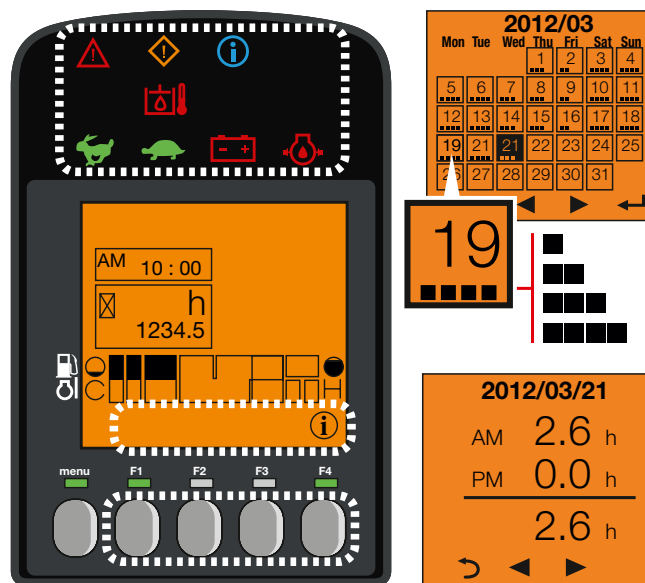 AM 10 : 00
h
1234.5
C H
i
menu F1 F2 F3 F4
2012/03
Mon Tue Wed Thu Fri Sat Sun
1 2 3 4
5 6 7 8 9 10 11
12 13 14 15 16 17 18
19 21 21 22 23 24 25
26 27 28 29 30 31
19
2012/03/21
AM 2.6 h
PM 0.0 h
2.6 h